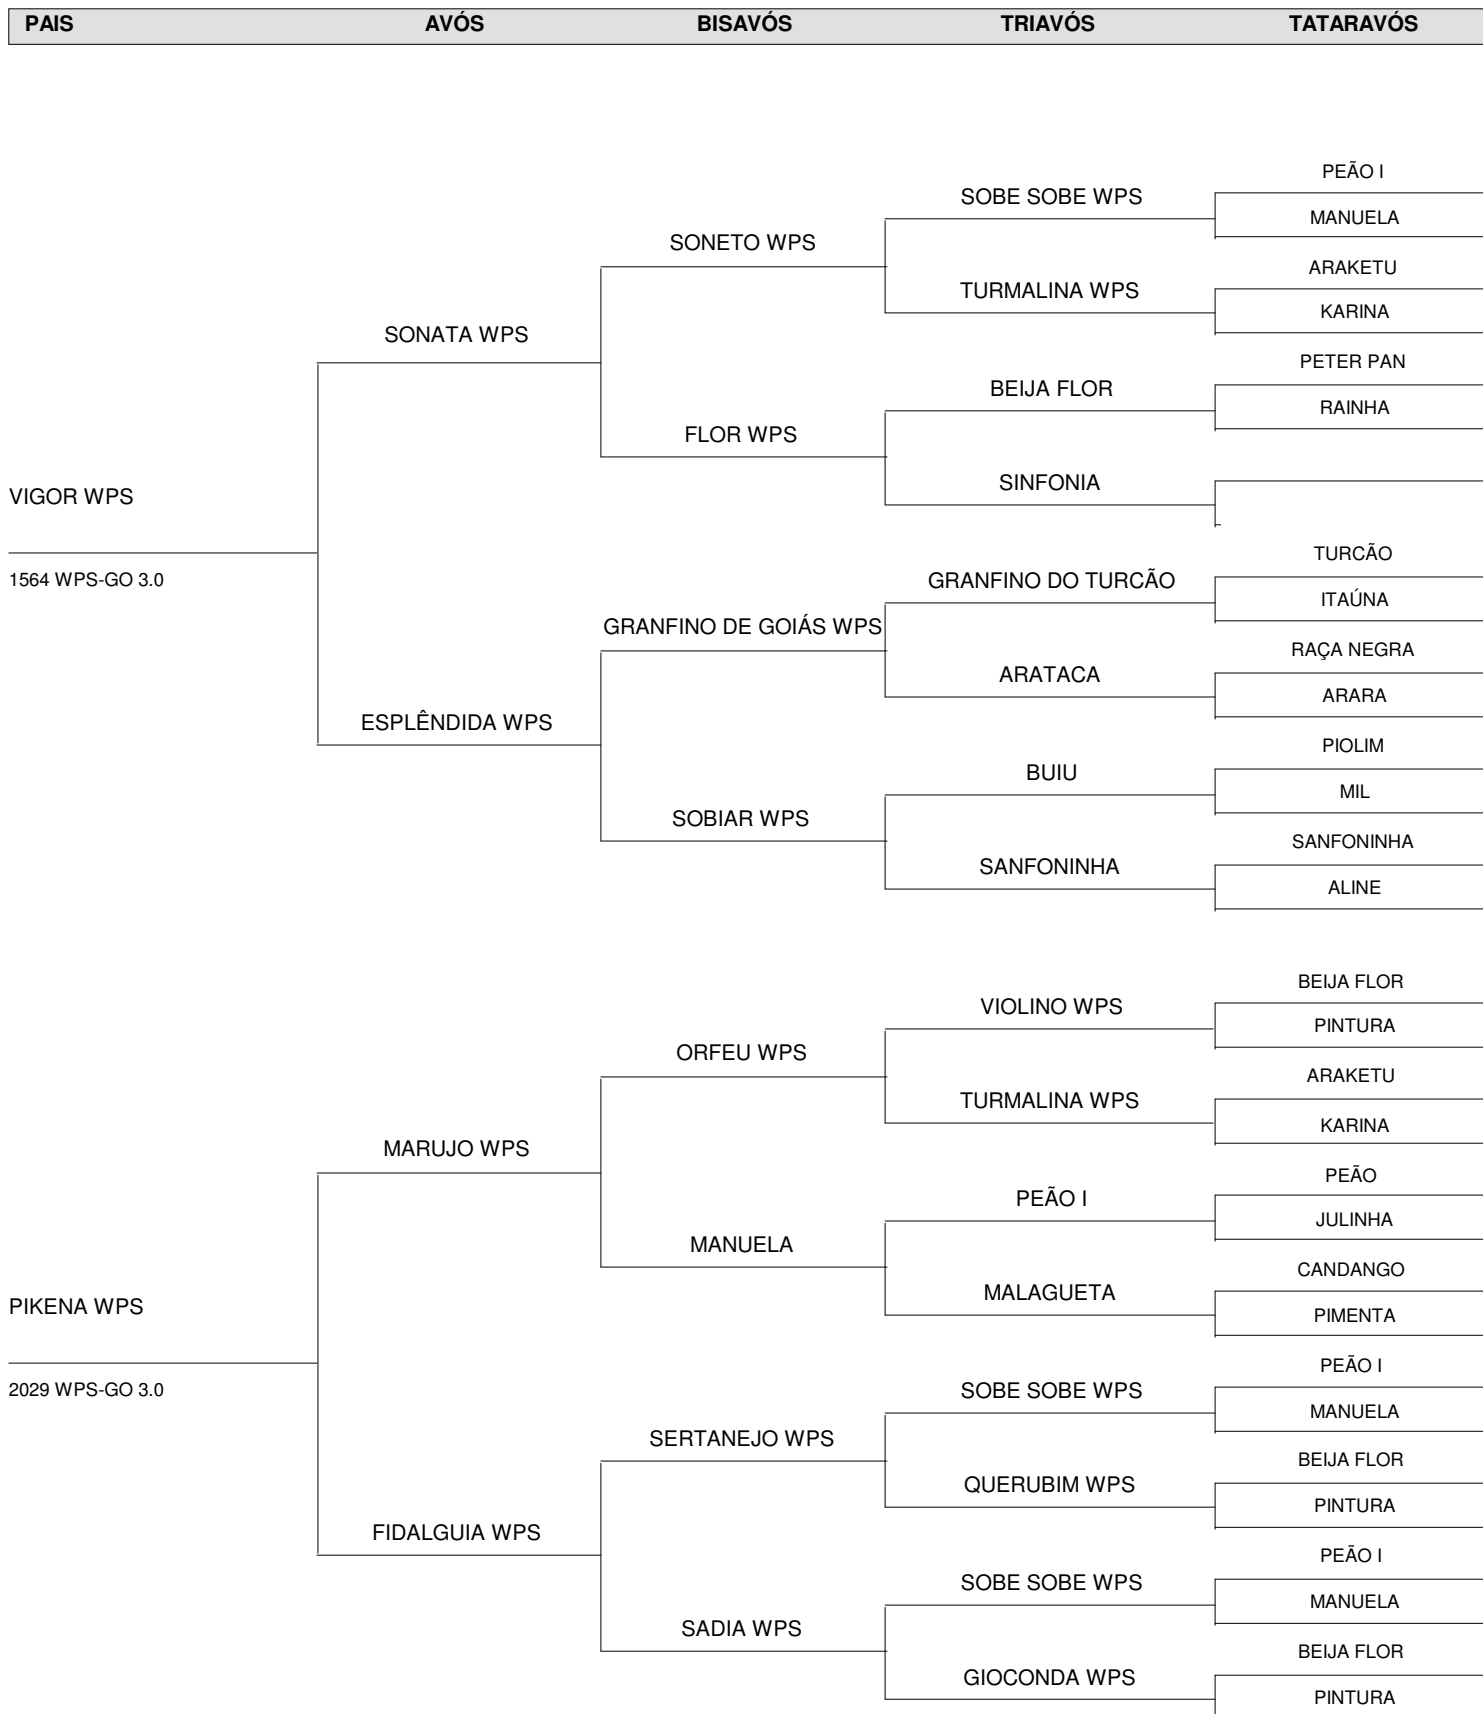 PAIS AVÓS BISAVÓS TRIAVÓS TATARAVÓS
PEÃO I
SOBE SOBE WPS
MANUELA
SONETO WPS
ARAKETU
TURMALINA WPS
KARINA
SONATA WPS
PETER PAN
BEIJA FLOR
RAINHA
FLOR WPS
SINFONIA
VIGOR WPS
TURCÃO
1564 WPS-GO 3.0
GRANFINO DO TURCÃO
ITAÚNA
GRANFINO DE GOIÁS WPS
RAÇA NEGRA
ARATACA
ARARA
ESPLÊNDIDA WPS
PIOLIM
BUIU
MIL
SOBIAR WPS
SANFONINHA
SANFONINHA
ALINE
BEIJA FLOR
VIOLINO WPS
PINTURA
ORFEU WPS
ARAKETU
TURMALINA WPS
KARINA
MARUJO WPS
PEÃO
PEÃO I
JULINHA
MANUELA
CANDANGO
MALAGUETA
PIKENA WPS
PIMENTA
PEÃO I
2029 WPS-GO 3.0
SOBE SOBE WPS
MANUELA
SERTANEJO WPS
BEIJA FLOR
QUERUBIM WPS
PINTURA
FIDALGUIA WPS
PEÃO I
SOBE SOBE WPS
MANUELA
SADIA WPS
BEIJA FLOR
GIOCONDA WPS
PINTURA